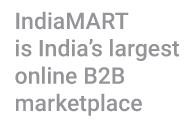 IndiaMART
is India’s largest
online B2B
marketplace